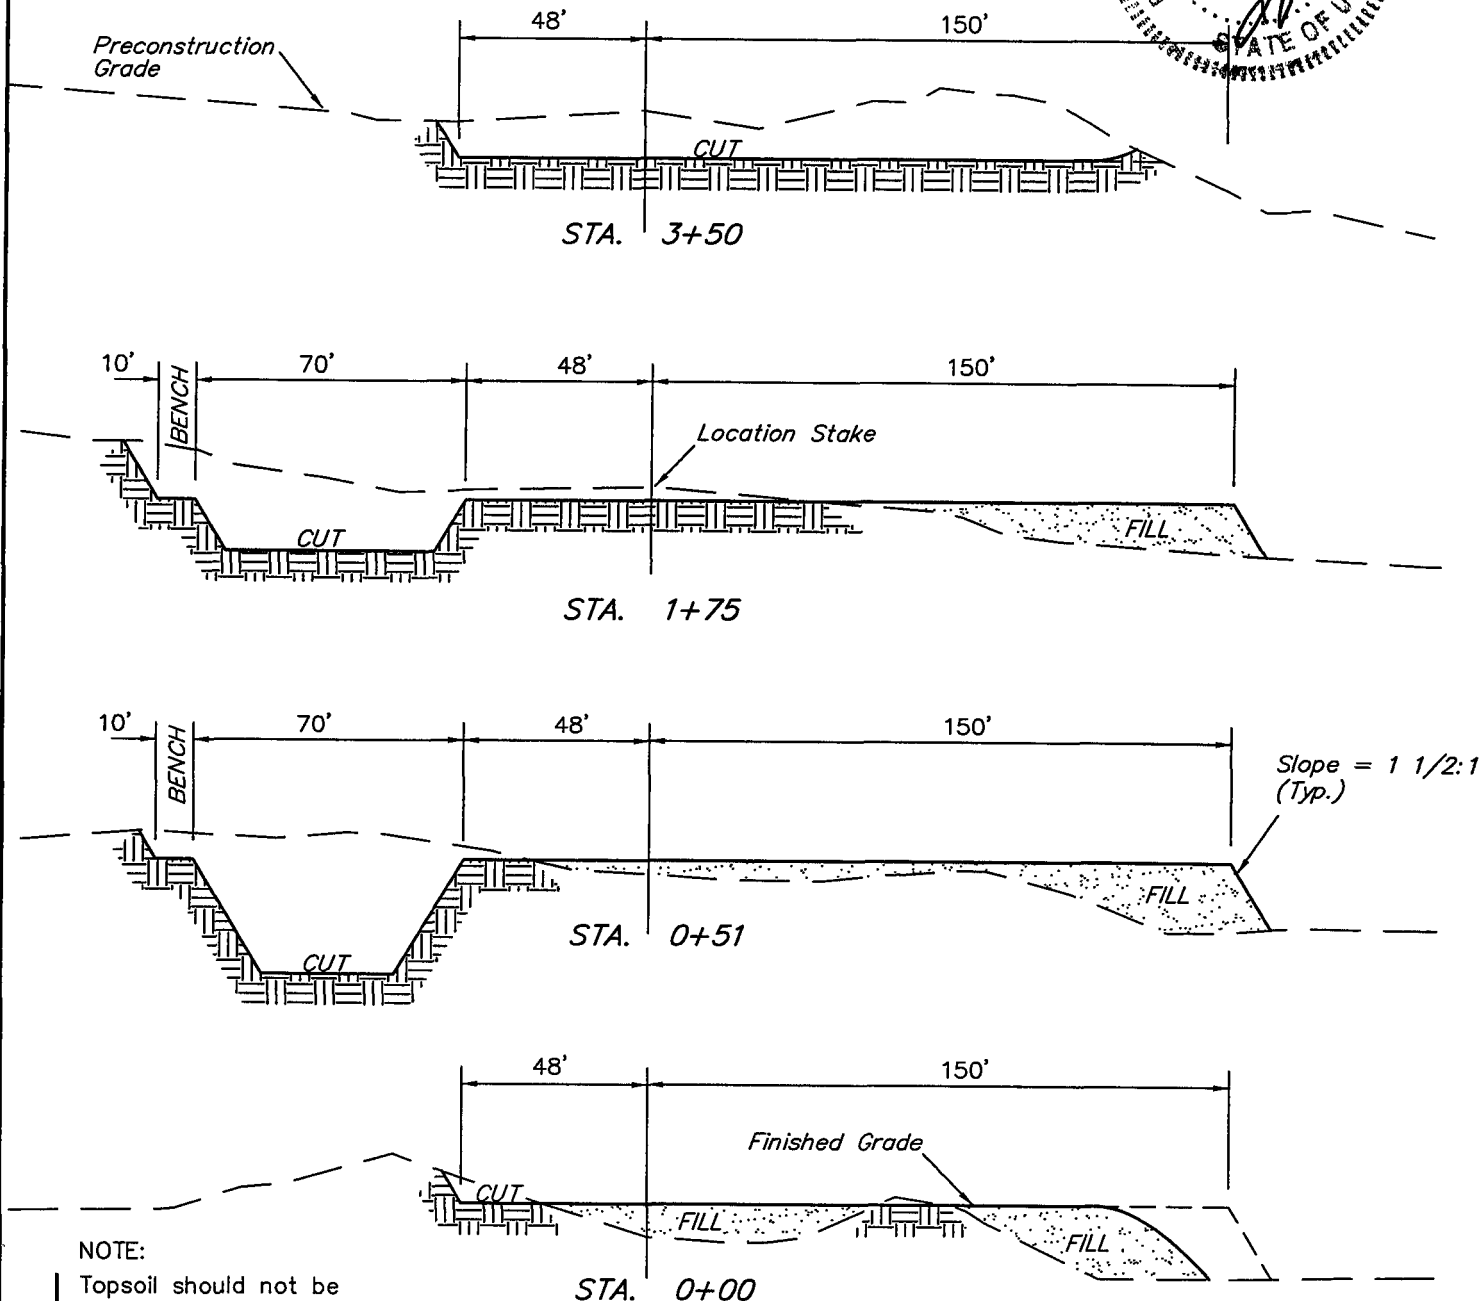 STATE OF U
48' 150'
Preconstruction
Grade
CUT
STA. 3+50
10' BENCH 70' 48' 150'
Location Stake
CUT
FILL
STA. 1+75
10' BENCH 70' 48' 150'
Slope = 1 1/2:1
(Typ.)
FILL
CUT
STA. 0+51
48' 150'
Finished Grade
CUT
FILL
FILL
STA. 0+00
NOTE:
Topsoil should not be